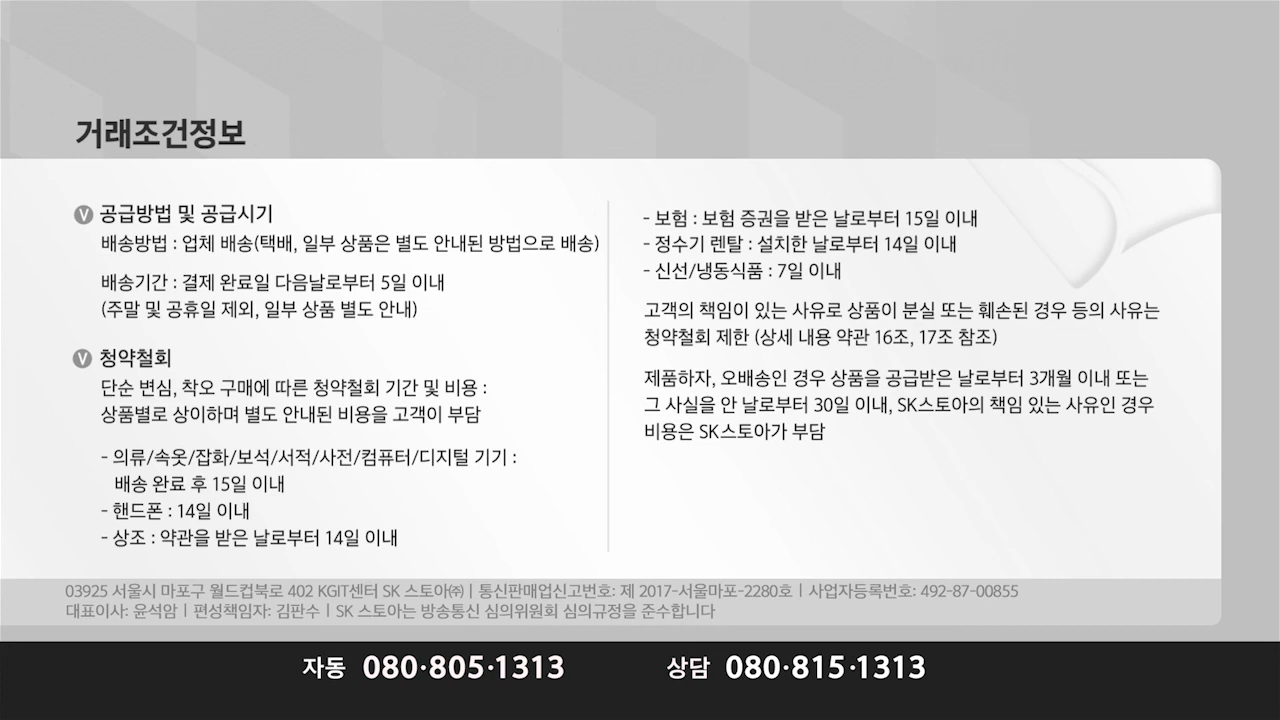 거래조건정보
V 공급방법 및 공급시기
배송방법 : 업체 배송(택배, 일부 상품은 별도 안내된 방법으로 배송)
배송기간 : 결제 완료일 다음날로부터 5일 이내
(주말 및 공휴일 제외, 일부 상품 별도 안내)
V 청약철회
단순 변심, 착오 구매에 따른 청약철회 기간 및 비용 :
상품별로 상이하며 별도 안내된 비용을 고객이 부담
- 의류/속옷/잡화/보석/서적/사전/컴퓨터/디지털 기기 :
배송 완료 후 15일 이내
- 핸드폰 : 14일 이내
- 상조 : 약관을 받은 날로부터 14일 이내
- 보험 : 보험 증권을 받은 날로부터 15일 이내
- 정수기 렌탈 : 설치한 날로부터 14일 이내
- 신선/냉동식품 : 7일 이내
고객의 책임이 있는 사유로 상품이 분실 또는 훼손된 경우 등의 사유는
청약철회 제한 (상세 내용 약관 16조, 17조 참조)
제품하자, 오배송인 경우 상품을 공급받은 날로부터 3개월 이내 또는
그 사실을 안 날로부터 30일 이내, SK스토아의 책임 있는 사유인 경우
비용은 SK스토아가 부담
03925 서울시 마포구 월드컵북로 402 KGIT센터 SK 스토아㈜ | 통신판매업신고번호: 제 2017-서울마포-2280호 | 사업자등록번호: 492-87-00855
대표이사: 윤석암 | 편성책임자: 김판수 | SK 스토아는 방송통신 심의위원회 심의규정을 준수합니다
자동 080·805·1313 상담 080·815·1313